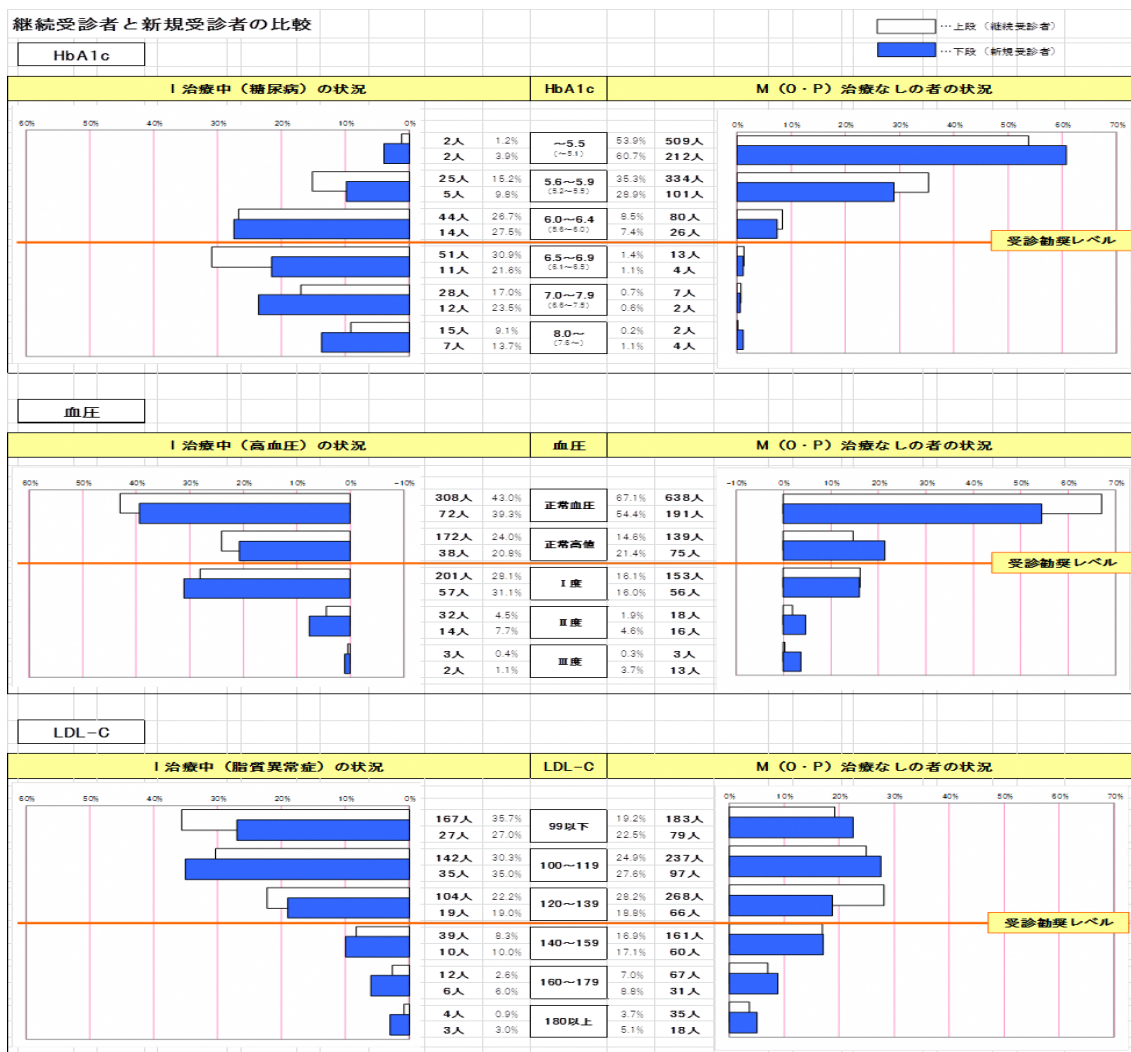 継続受診者と新規受診者の比較
…上段（継続受診者）
…下段（新規受診者）
HbA1c
I 治療中（糖尿病）の状況 HbA1c M（O・P）治療なしの者の状況
60% 50% 40% 30% 20% 10% 0% 0% 10% 20% 30% 40% 50% 60% 70%
2人 1.2% ～5.5 53.9% 509人
2人 3.9% (～5.1) 60.7% 212人
25人 15.2% 5.6～5.9 35.3% 334人
5人 9.8% (5.2～5.5) 28.9% 101人
44人 26.7% 6.0～6.4 8.5% 80人
14人 27.5% (5.6～6.0) 7.4% 26人
受診勧奨レベル
51人 30.9% 6.5～6.9 1.4% 13人
11人 21.6% (6.1～6.5) 1.1% 4人
28人 17.0% 7.0～7.9 0.7% 7人
12人 23.5% (6.6～7.5) 0.6% 2人
15人 9.1% 8.0～ 0.2% 2人
7人 13.7% (7.6～) 1.1% 4人
血圧
I 治療中（高血圧）の状況 血圧 M（O・P）治療なしの者の状況
60% 50% 40% 30% 20% 10% 0% -10% -10% 0% 10% 20% 30% 40% 50% 60% 70%
308人 43.0% 正常血圧 67.1% 638人
72人 39.3% 54.4% 191人
172人 24.0% 正常高値 14.6% 139人
38人 20.8% 21.4% 75人
受診勧奨レベル
201人 28.1% Ⅰ度 16.1% 153人
57人 31.1% 16.0% 56人
32人 4.5% Ⅱ度 1.9% 18人
14人 7.7% 4.6% 16人
3人 0.4% Ⅲ度 0.3% 3人
2人 1.1% 3.7% 13人
LDL-C
I 治療中（脂質異常症）の状況 LDL-C M（O・P）治療なしの者の状況
60% 50% 40% 30% 20% 10% 0% 0% 10% 20% 30% 40% 50% 60% 70%
167人 35.7% 99以下 19.2% 183人
27人 27.0% 22.5% 79人
142人 30.3% 100～119 24.9% 237人
35人 35.0% 27.6% 97人
104人 22.2% 120～139 28.2% 268人
19人 19.0% 18.8% 66人
受診勧奨レベル
39人 8.3% 140～159 16.9% 161人
10人 10.0% 17.1% 60人
12人 2.6% 160～179 7.0% 67人
6人 6.0% 8.8% 31人
4人 0.9% 180以上 3.7% 35人
3人 3.0% 5.1% 18人